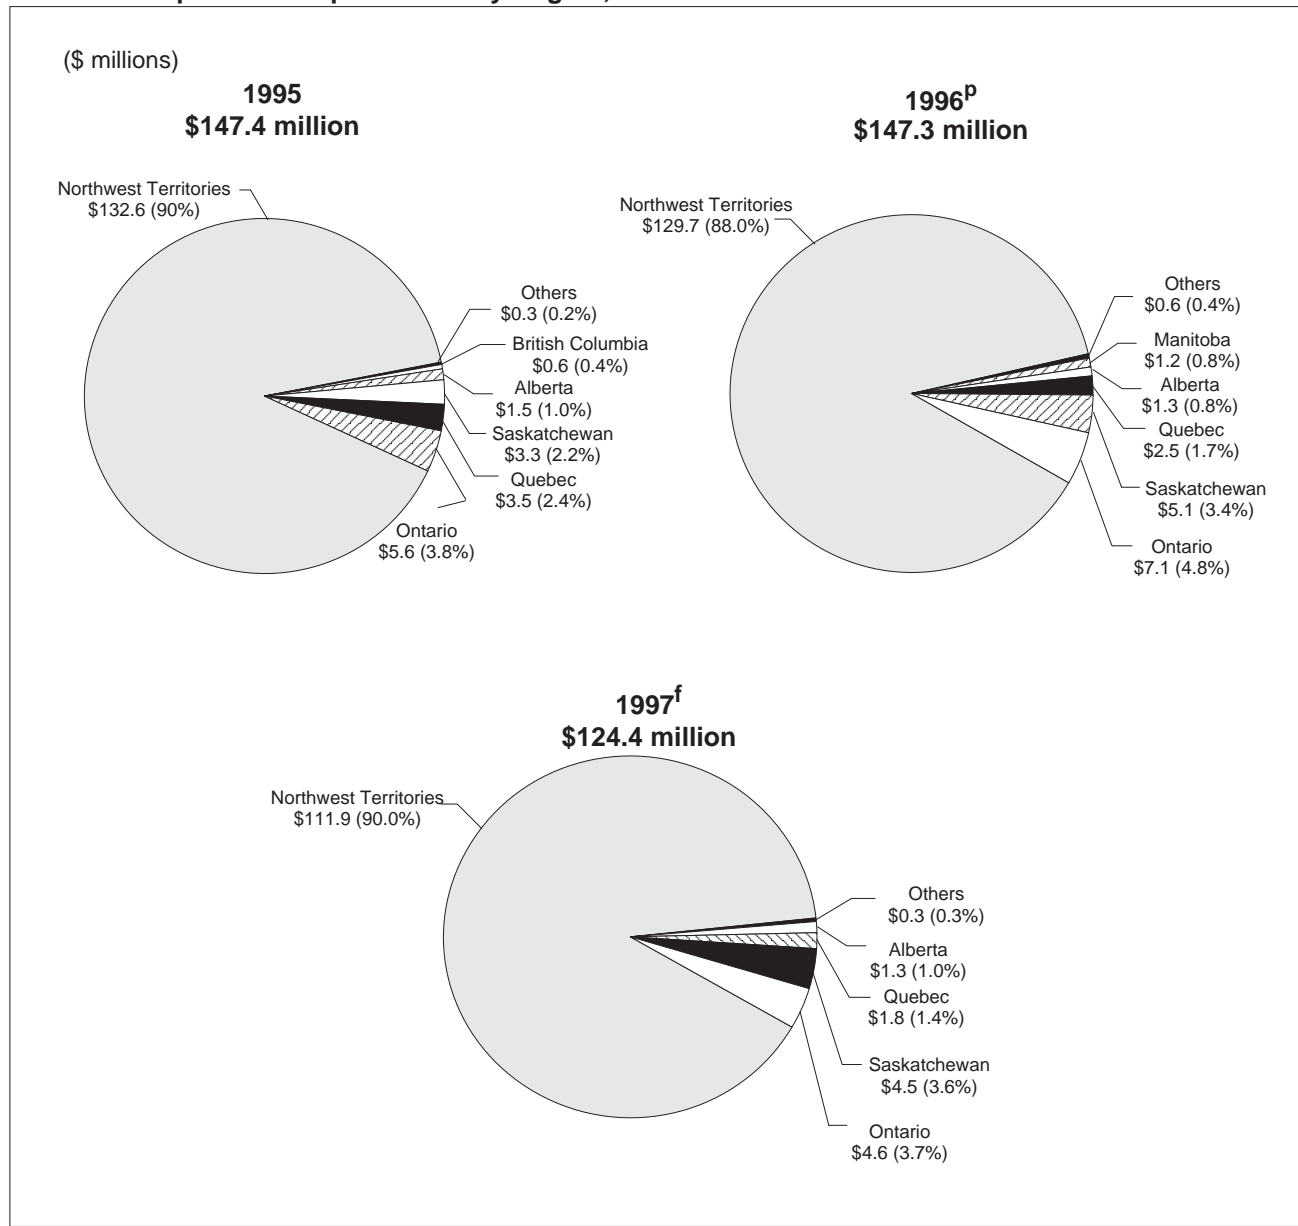 ($ millions)
1995
$147.4 million
Northwest Territories
$132.6 (90%)
Others
$0.3 (0.2%)
British Columbia
$0.6 (0.4%)
Alberta
$1.5 (1.0%)
Saskatchewan
$3.3 (2.2%)
Quebec
$3.5 (2.4%)
Ontario
$5.6 (3.8%)
1996p
$147.3 million
Northwest Territories
$129.7 (88.0%)
Others
$0.6 (0.4%)
Manitoba
$1.2 (0.8%)
Alberta
$1.3 (0.8%)
Quebec
$2.5 (1.7%)
Saskatchewan
$5.1 (3.4%)
Ontario
$7.1 (4.8%)
1997f
$124.4 million
Northwest Territories
$111.9 (90.0%)
Others
$0.3 (0.3%)
Alberta
$1.3 (1.0%)
Quebec
$1.8 (1.4%)
Saskatchewan
$4.5 (3.6%)
Ontario
$4.6 (3.7%)